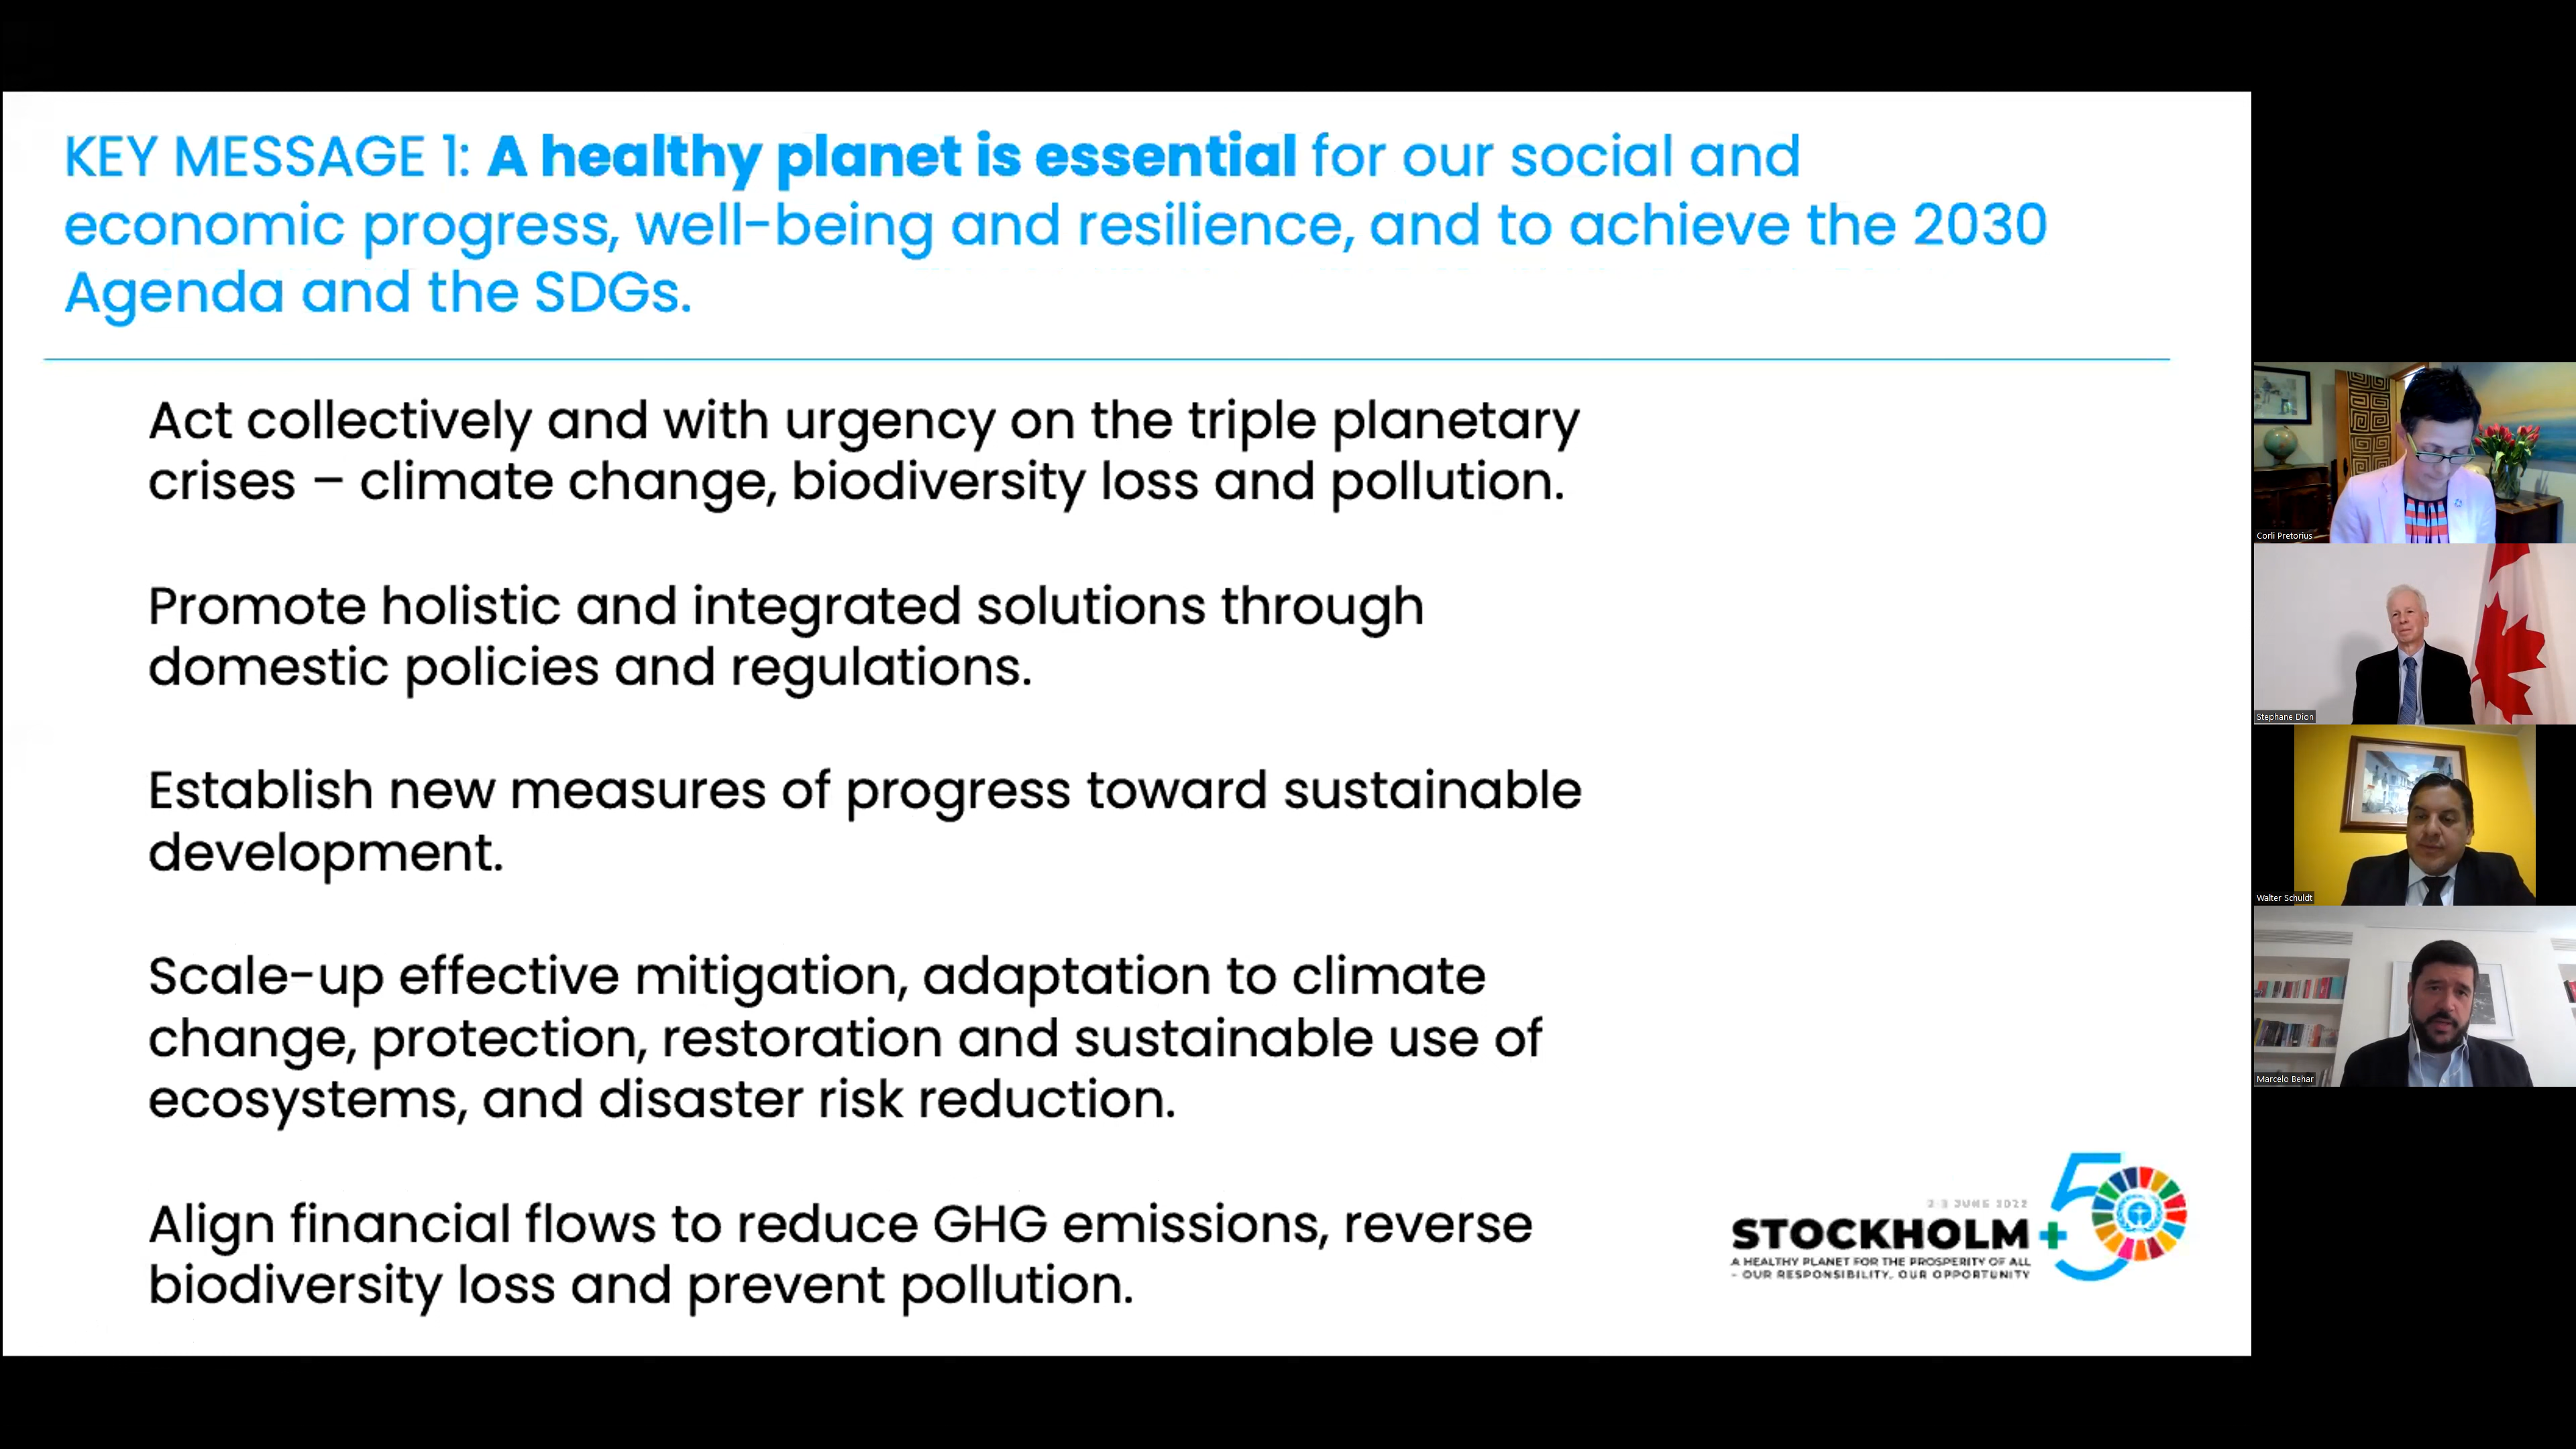 KEY MESSAGE 1: A healthy planet is essential for our social and
economic progress, well-being and resilience, and to achieve the 2030
Agenda and the SDGs.
Act collectively and with urgency on the triple planetary
crises – climate change, biodiversity loss and pollution.
Promote holistic and integrated solutions through
domestic policies and regulations.
Establish new measures of progress toward sustainable
development.
Scale-up effective mitigation, adaptation to climate
change, protection, restoration and sustainable use of
ecosystems, and disaster risk reduction.
Align financial flows to reduce GHG emissions, reverse
biodiversity loss and prevent pollution.
2-3 JUNE 2022
STOCKHOLM +50
A HEALTHY PLANET FOR THE PROSPERITY OF ALL
– OUR RESPONSIBILITY, OUR OPPORTUNITY
Corli Pretorius
Stephane Dion
Walter Schuldt
Marcelo Behar